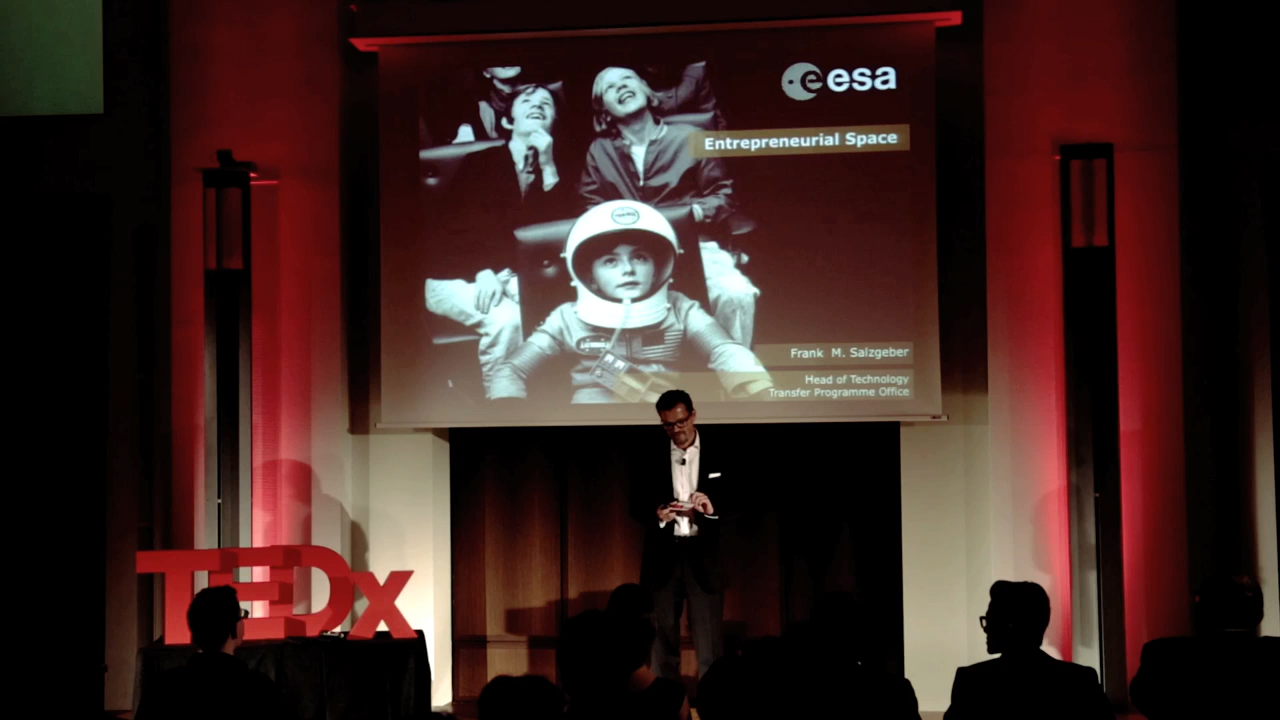 esa
Entrepreneurial Space
Frank M. Salzgeber
Head of Technology
Transfer Programme Office
TEDx